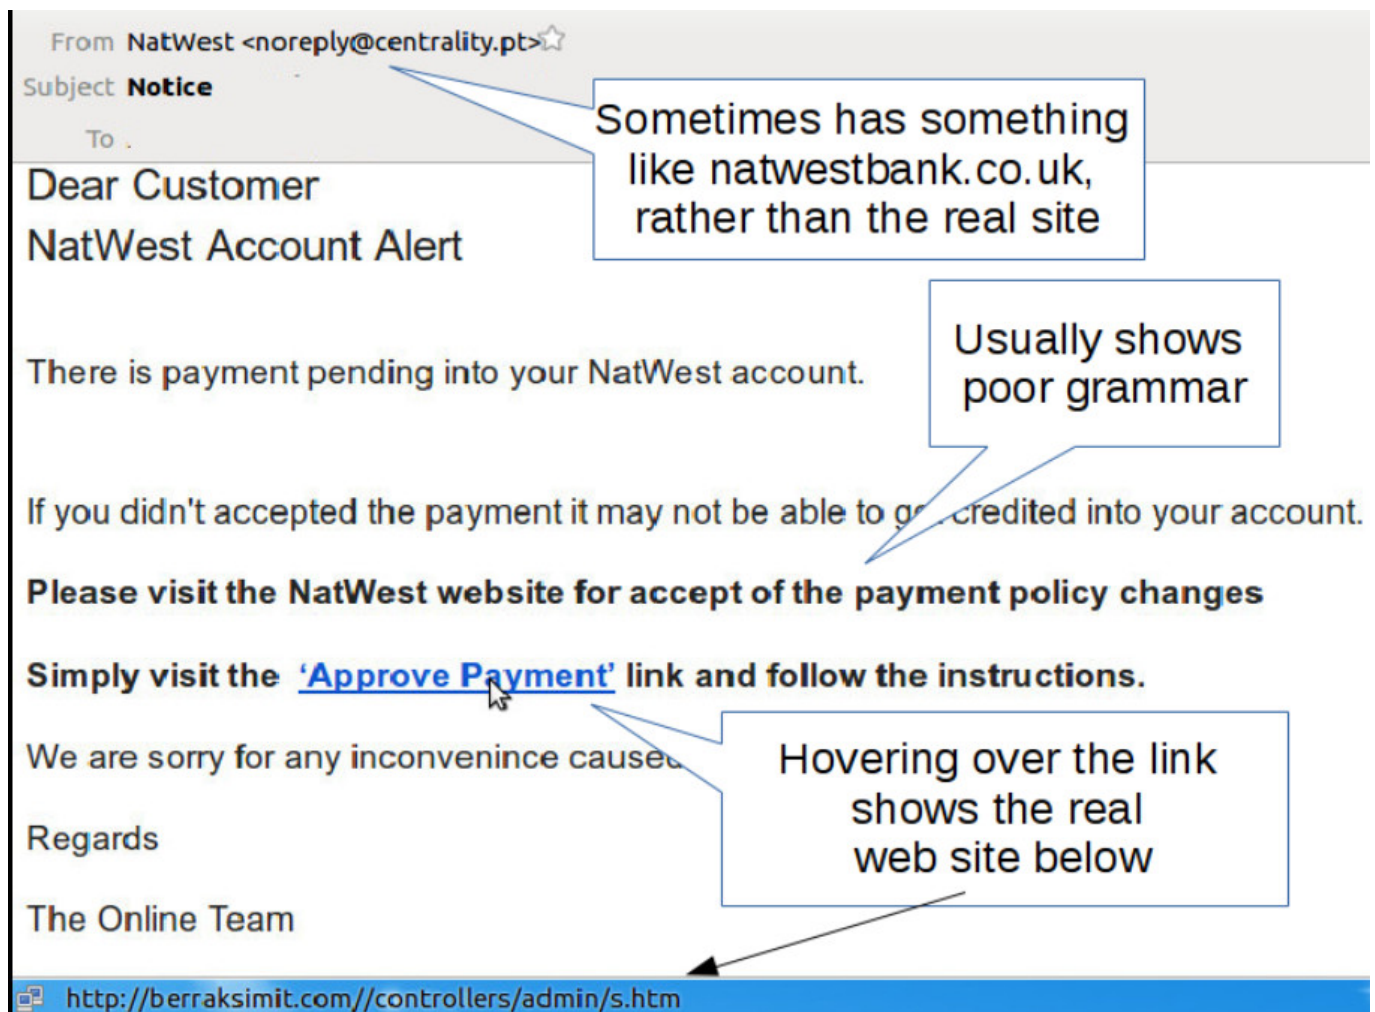 From NatWest <noreply@centrality.pt>
Subject Notice
To .
Sometimes has something
like natwestbank.co.uk,
rather than the real site
Dear Customer
NatWest Account Alert
Usually shows
poor grammar
There is payment pending into your NatWest account.
If you didn't accepted the payment it may not be able to get credited into your account.
Please visit the NatWest website for accept of the payment policy changes
Simply visit the ‘Approve Payment’ link and follow the instructions.
We are sorry for any inconvenince caused
Hovering over the link
shows the real
web site below
Regards
The Online Team
http://berraksimit.com//controllers/admin/s.htm